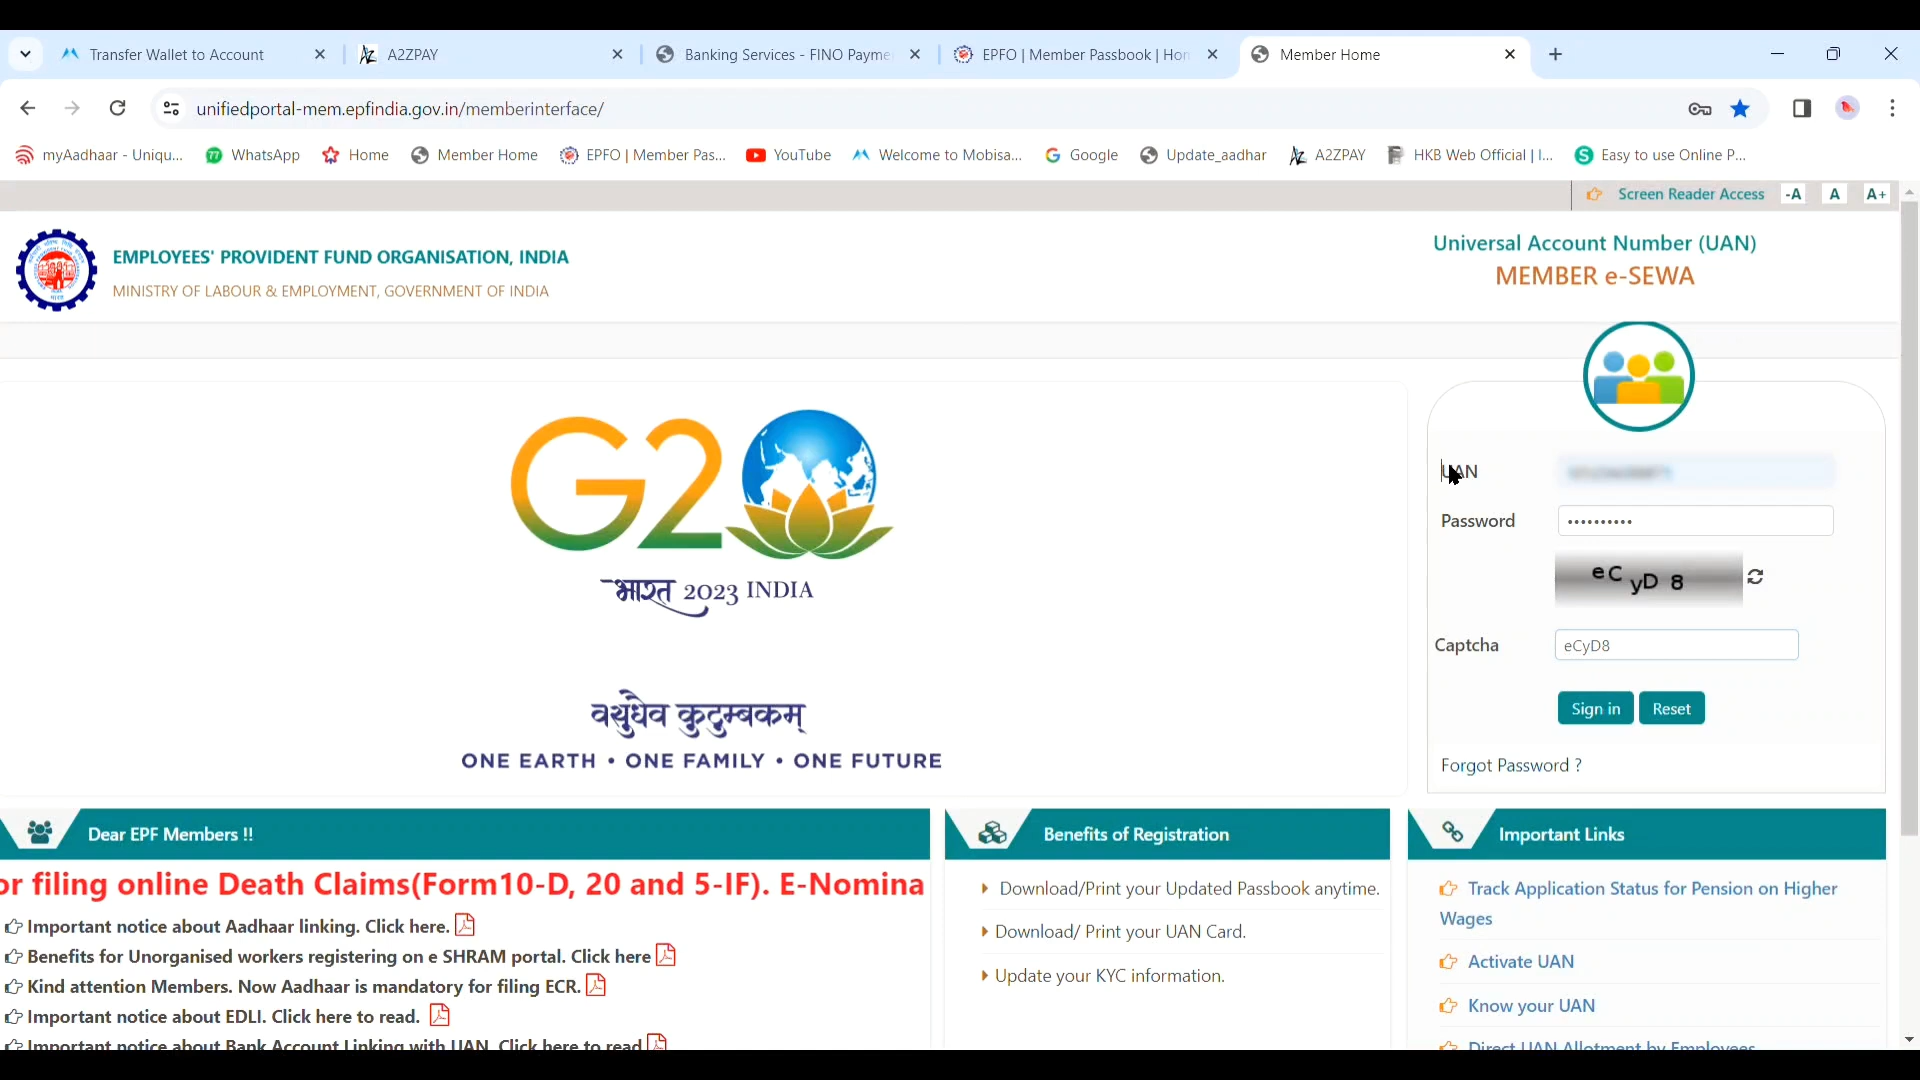 Transfer Wallet to Account
A2ZPAY
Banking Services - FINO Payme
EPFO | Member Passbook | Hon
Member Home
unifiedportal-mem.epfindia.gov.in/memberinterface/
myAadhaar - Uniqu...
WhatsApp
Home
Member Home
EPFO | Member Pas...
YouTube
Welcome to Mobisa...
Google
Update_aadhar
A2ZPAY
HKB Web Official | I...
Easy to use Online P...
Screen Reader Access -A A A+
EMPLOYEES' PROVIDENT FUND ORGANISATION, INDIA
MINISTRY OF LABOUR & EMPLOYMENT, GOVERNMENT OF INDIA
Universal Account Number (UAN)
MEMBER e-SEWA
G20
भारत 2023 INDIA
वसुधैव कुटुम्बकम्
ONE EARTH • ONE FAMILY • ONE FUTURE
UAN
Password
eCyD 8
Captcha
eCyD8
Sign in
Reset
Forgot Password ?
Dear EPF Members !!
or filing online Death Claims(Form10-D, 20 and 5-IF). E-Nomina
Important notice about Aadhaar linking. Click here.
Benefits for Unorganised workers registering on e SHRAM portal. Click here
Kind attention Members. Now Aadhaar is mandatory for filing ECR.
Important notice about EDLI. Click here to read.
Important notice about Bank Account Linking with UAN. Click here to read
Benefits of Registration
Download/Print your Updated Passbook anytime.
Download/ Print your UAN Card.
Update your KYC information.
Important Links
Track Application Status for Pension on Higher
Wages
Activate UAN
Know your UAN
Direct UAN Allotment by Employees